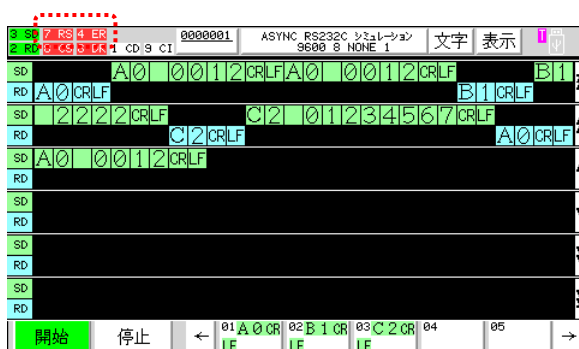 3 SD 7 RS 4 ER 0000001 ASYNC RS232C シミュレーション 文字 表示 T
2 RD 8 CS 6 DR 1 CD 9 CI 9600 8 NONE 1
SD A0 0012CRLFA0 0012CRLF B1
RD A0CRLF B1CRLF
SD 2222CRLF C2 01234567CRLF
RD C2CRLF A0CRLF
SD A0 0012CRLF
RD
SD
RD
SD
RD
SD
RD
開始 停止 ← 01 A0CR 02 B1CR 03 C2CR 04 05 →
LF LF LF